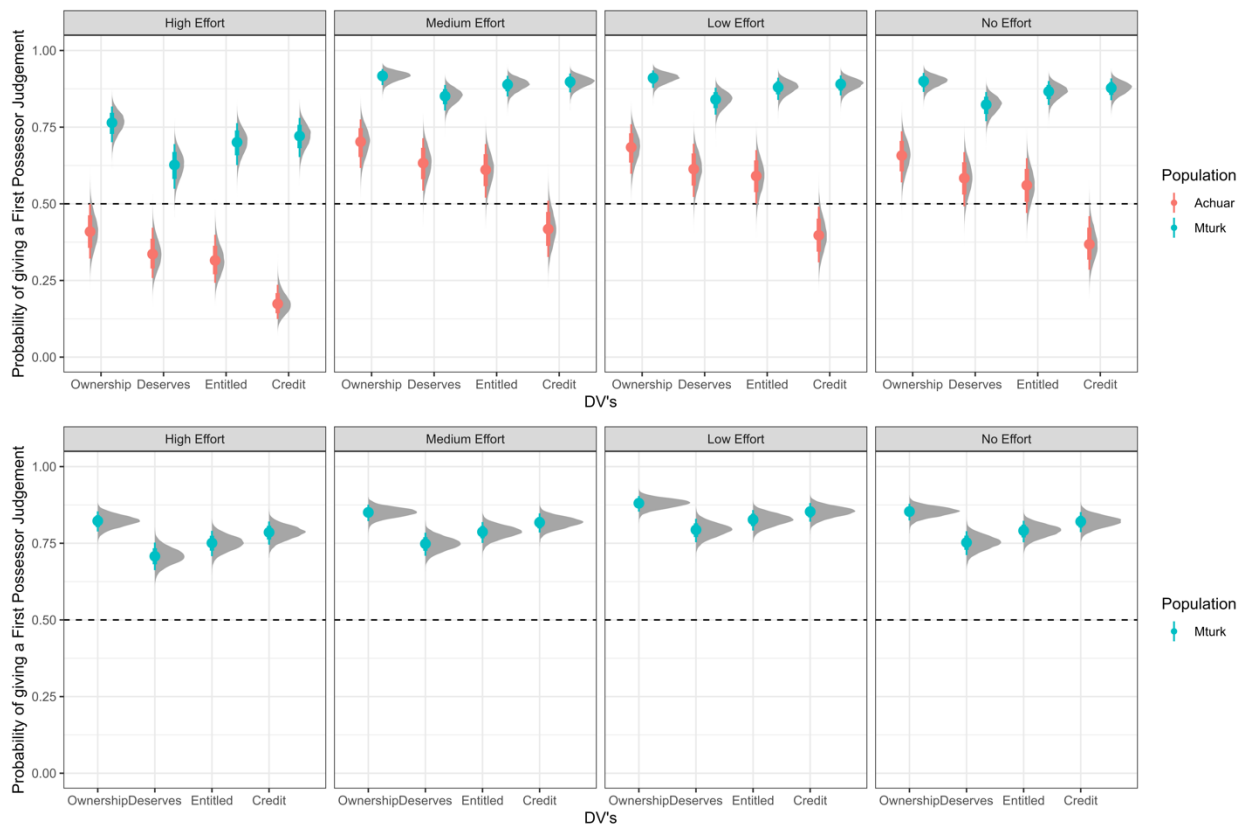 High Effort Medium Effort Low Effort No Effort
1.00
0.75
0.50
0.25
0.00
Probability of giving a First Possessor Judgement
Ownership Deserves Entitled Credit Ownership Deserves Entitled Credit Ownership Deserves Entitled Credit Ownership Deserves Entitled Credit
DV's
Population
Achuar
Mturk
High Effort Medium Effort Low Effort No Effort
1.00
0.75
0.50
0.25
0.00
Probability of giving a First Possessor Judgement
OwnershipDeserves Entitled Credit OwnershipDeserves Entitled Credit OwnershipDeserves Entitled Credit OwnershipDeserves Entitled Credit
DV's
Population
Mturk